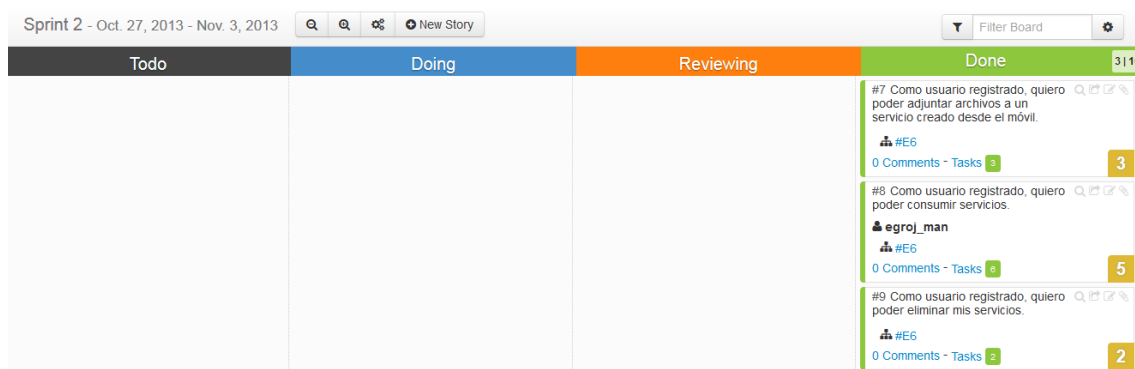 Sprint 2 - Oct. 27, 2013 - Nov. 3, 2013
New Story
Filter Board
Todo
Doing
Reviewing
Done
#7 Como usuario registrado, quiero
poder adjuntar archivos a un
servicio creado desde el móvil.
#E6
0 Comments - Tasks 3
3
#8 Como usuario registrado, quiero
poder consumir servicios.
egroj_man
#E6
0 Comments - Tasks 6
5
#9 Como usuario registrado, quiero
poder eliminar mis servicios.
#E6
0 Comments - Tasks 2
2